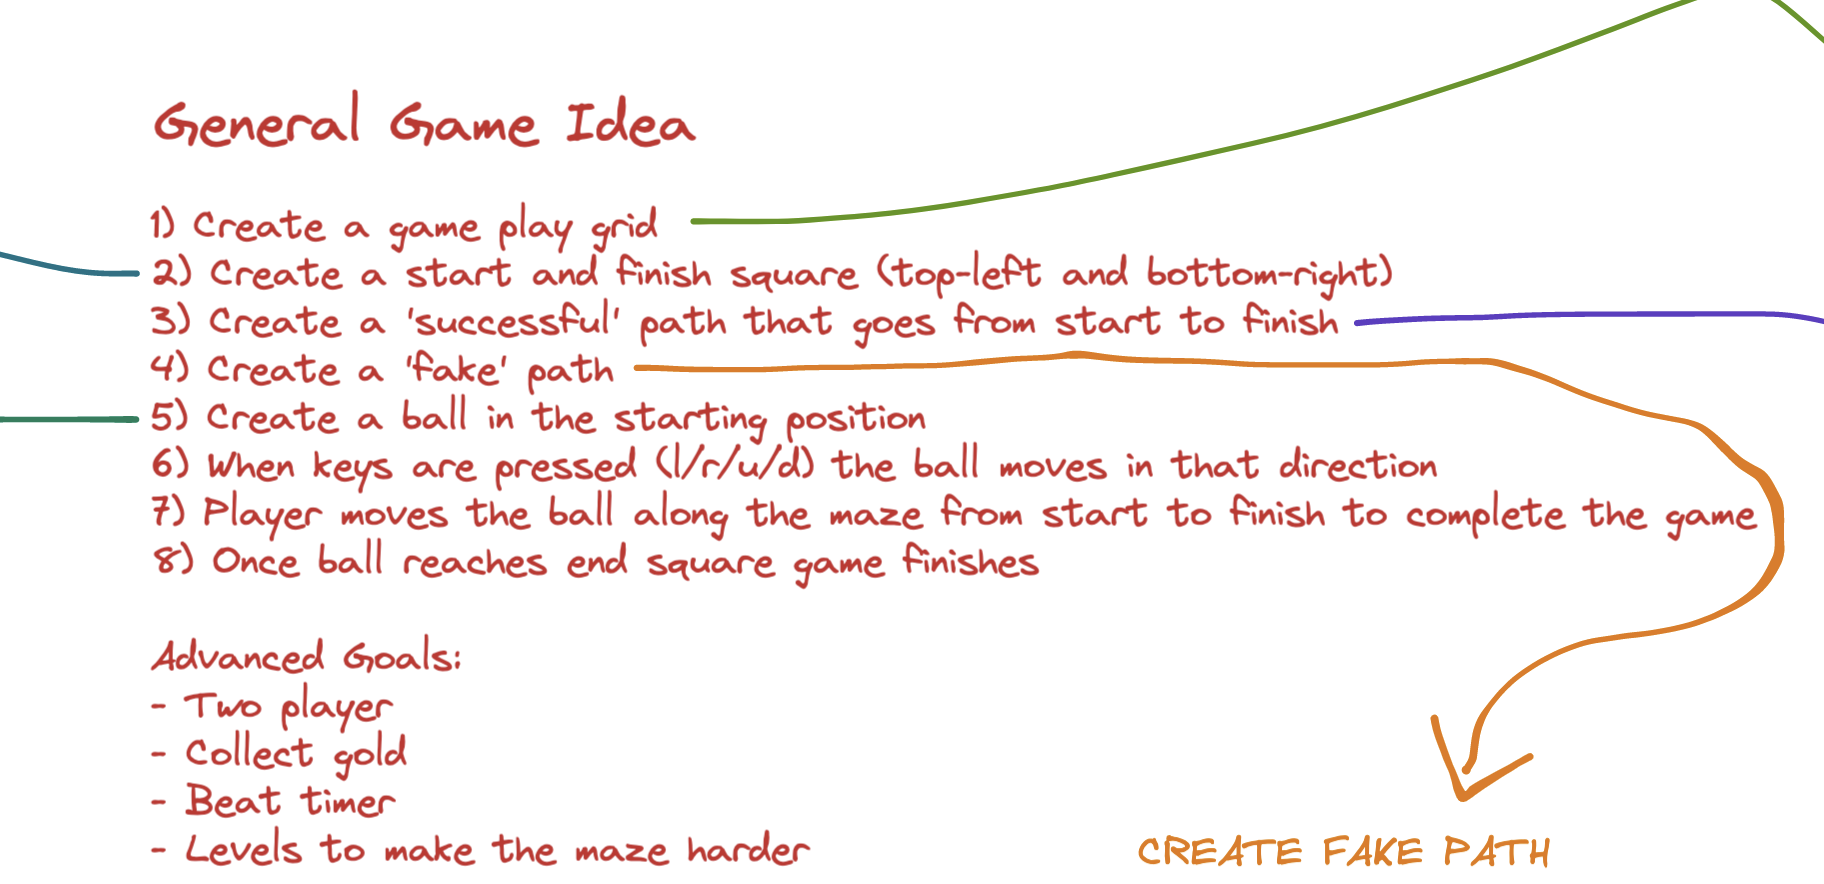 General Game Idea
1) Create a game play grid
2) Create a start and finish square (top-left and bottom-right)
3) Create a 'successful' path that goes from start to finish
4) Create a 'fake' path
5) Create a ball in the starting position
6) When keys are pressed (l/r/u/d) the ball moves in that direction
7) Player moves the ball along the maze from start to finish to complete the game
8) Once ball reaches end square game finishes
Advanced Goals:
- Two player
- Collect gold
- Beat timer
- Levels to make the maze harder
CREATE FAKE PATH